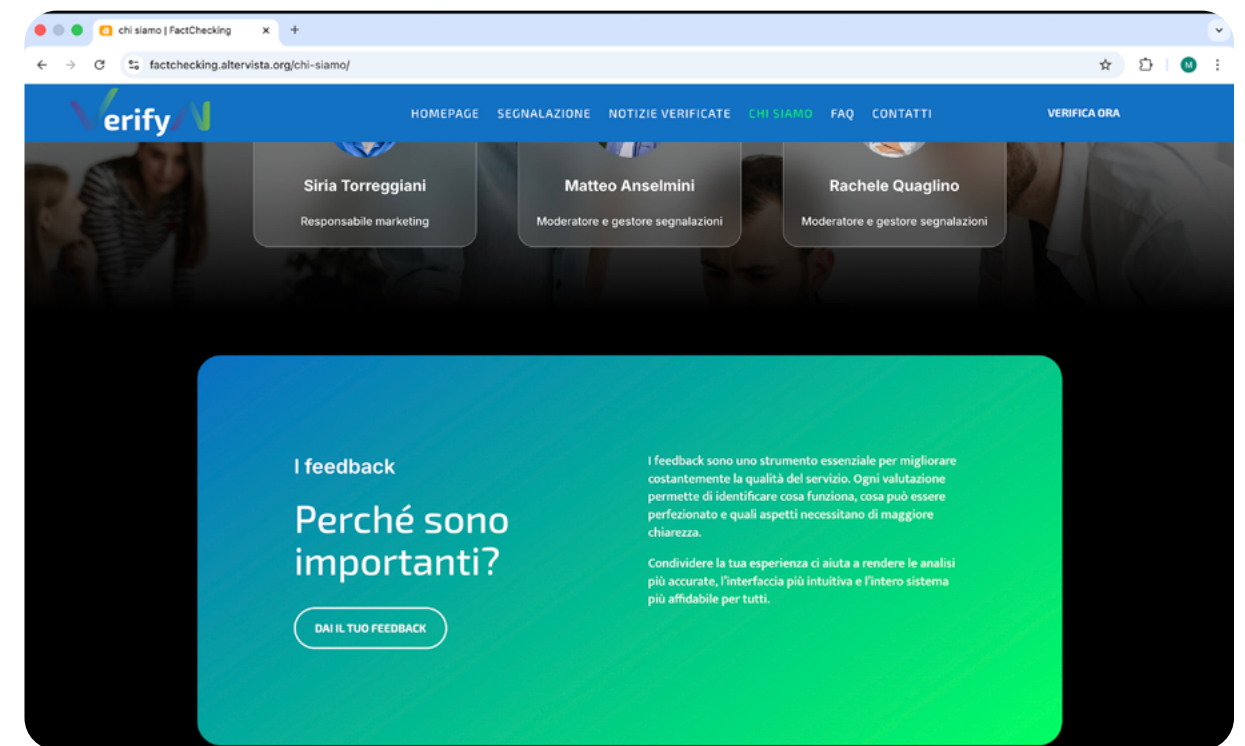 chi siamo | FactChecking
factchecking.altervista.org/chi-siamo/
M
VerifyAI
HOMEPAGE SEGNALAZIONE NOTIZIE VERIFICATE CHI SIAMO FAQ CONTATTI VERIFICA ORA
Siria Torreggiani
Responsabile marketing
Matteo Anselmini
Moderatore e gestore segnalazioni
Rachele Quaglino
Moderatore e gestore segnalazioni
I feedback
Perché sono
importanti?
DAI IL TUO FEEDBACK
I feedback sono uno strumento essenziale per migliorare
costantemente la qualità del servizio. Ogni valutazione
permette di identificare cosa funziona, cosa può essere
perfezionato e quali aspetti necessitano di maggiore
chiarezza.
Condividere la tua esperienza ci aiuta a rendere le analisi
più accurate, l'interfaccia più intuitiva e l'intero sistema
più affidabile per tutti.